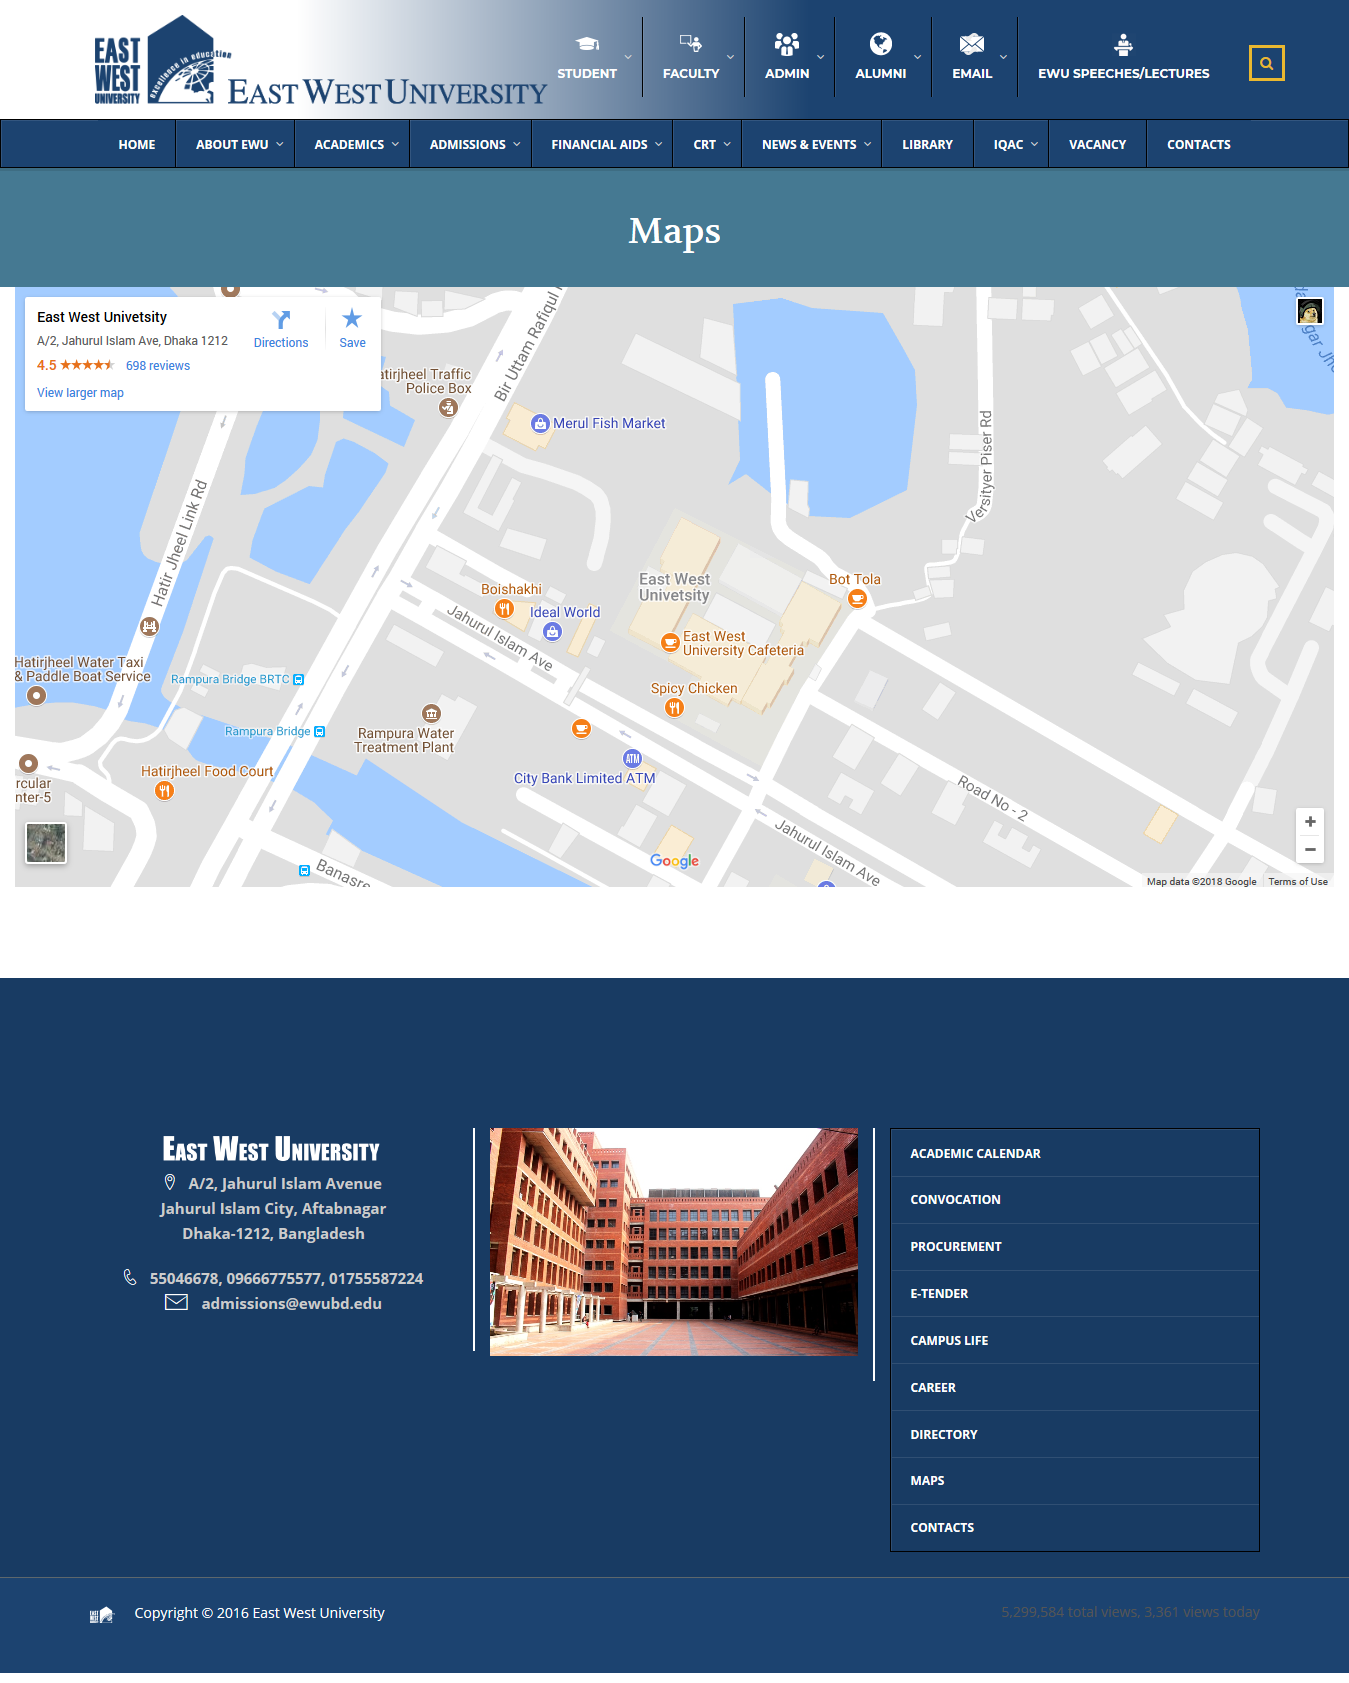 EAST
WEST
UNIVERSITY
Excellence in education
EAST WEST UNIVERSITY
STUDENT
FACULTY
ADMIN
ALUMNI
EMAIL
EWU SPEECHES/LECTURES
HOME
ABOUT EWU
ACADEMICS
ADMISSIONS
FINANCIAL AIDS
CRT
NEWS & EVENTS
LIBRARY
IQAC
VACANCY
CONTACTS
Maps
East West Univetsity
A/2, Jahurul Islam Ave, Dhaka 1212
4.5
698 reviews
View larger map
Directions
Save
atirjheel Traffic
Police Box
Bir Uttam Rafiqul
Merul Fish Market
Versityer Piser Rd
Hatir Jheel Link Rd
East West
Univetsity
Bot Tola
Boishakhi
Ideal World
Jahurul Islam Ave
East West
University Cafeteria
Hatirjheel Water Taxi
& Paddle Boat Service
Rampura Bridge BRTC
Spicy Chicken
Rampura Bridge
Rampura Water
Treatment Plant
ATM
City Bank Limited ATM
Hatirjheel Food Court
rcular
nter-5
Road No - 2
Jahurul Islam Ave
Banasre
Google
Map data ©2018 Google
Terms of Use
EAST WEST UNIVERSITY
A/2, Jahurul Islam Avenue
Jahurul Islam City, Aftabnagar
Dhaka-1212, Bangladesh
55046678, 09666775577, 01755587224
admissions@ewubd.edu
ACADEMIC CALENDAR
CONVOCATION
PROCUREMENT
E-TENDER
CAMPUS LIFE
CAREER
DIRECTORY
MAPS
CONTACTS
Copyright © 2016 East West University
5,299,584 total views, 3,361 views today